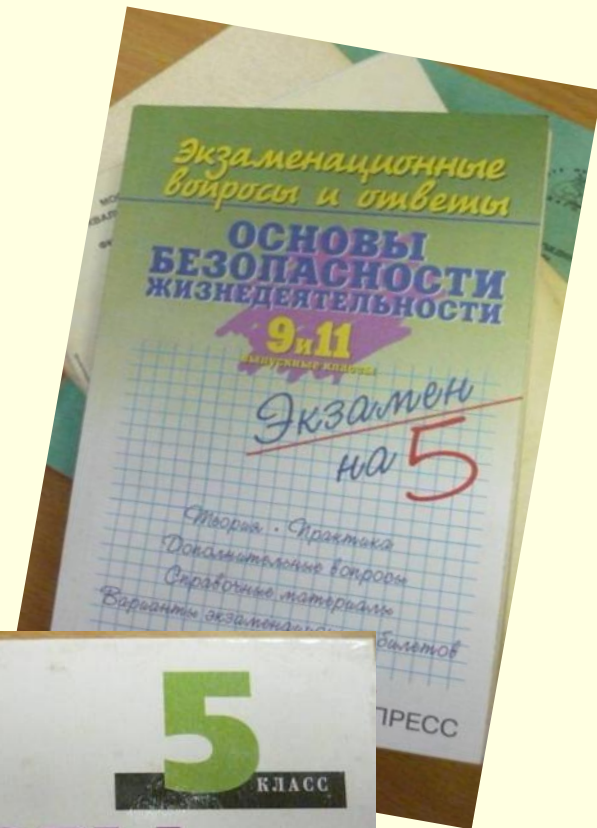 Экзаменационные
вопросы и ответы
ОСНОВЫ
БЕЗОПАСНОСТИ
ЖИЗНЕДЕЯТЕЛЬНОСТИ
9 и 11
выпускные классы
Экзамен
на 5
Теория • Практика
Дополнительные вопросы
Справочные материалы
Варианты билетов
ПРЕСС
5
КЛАСС